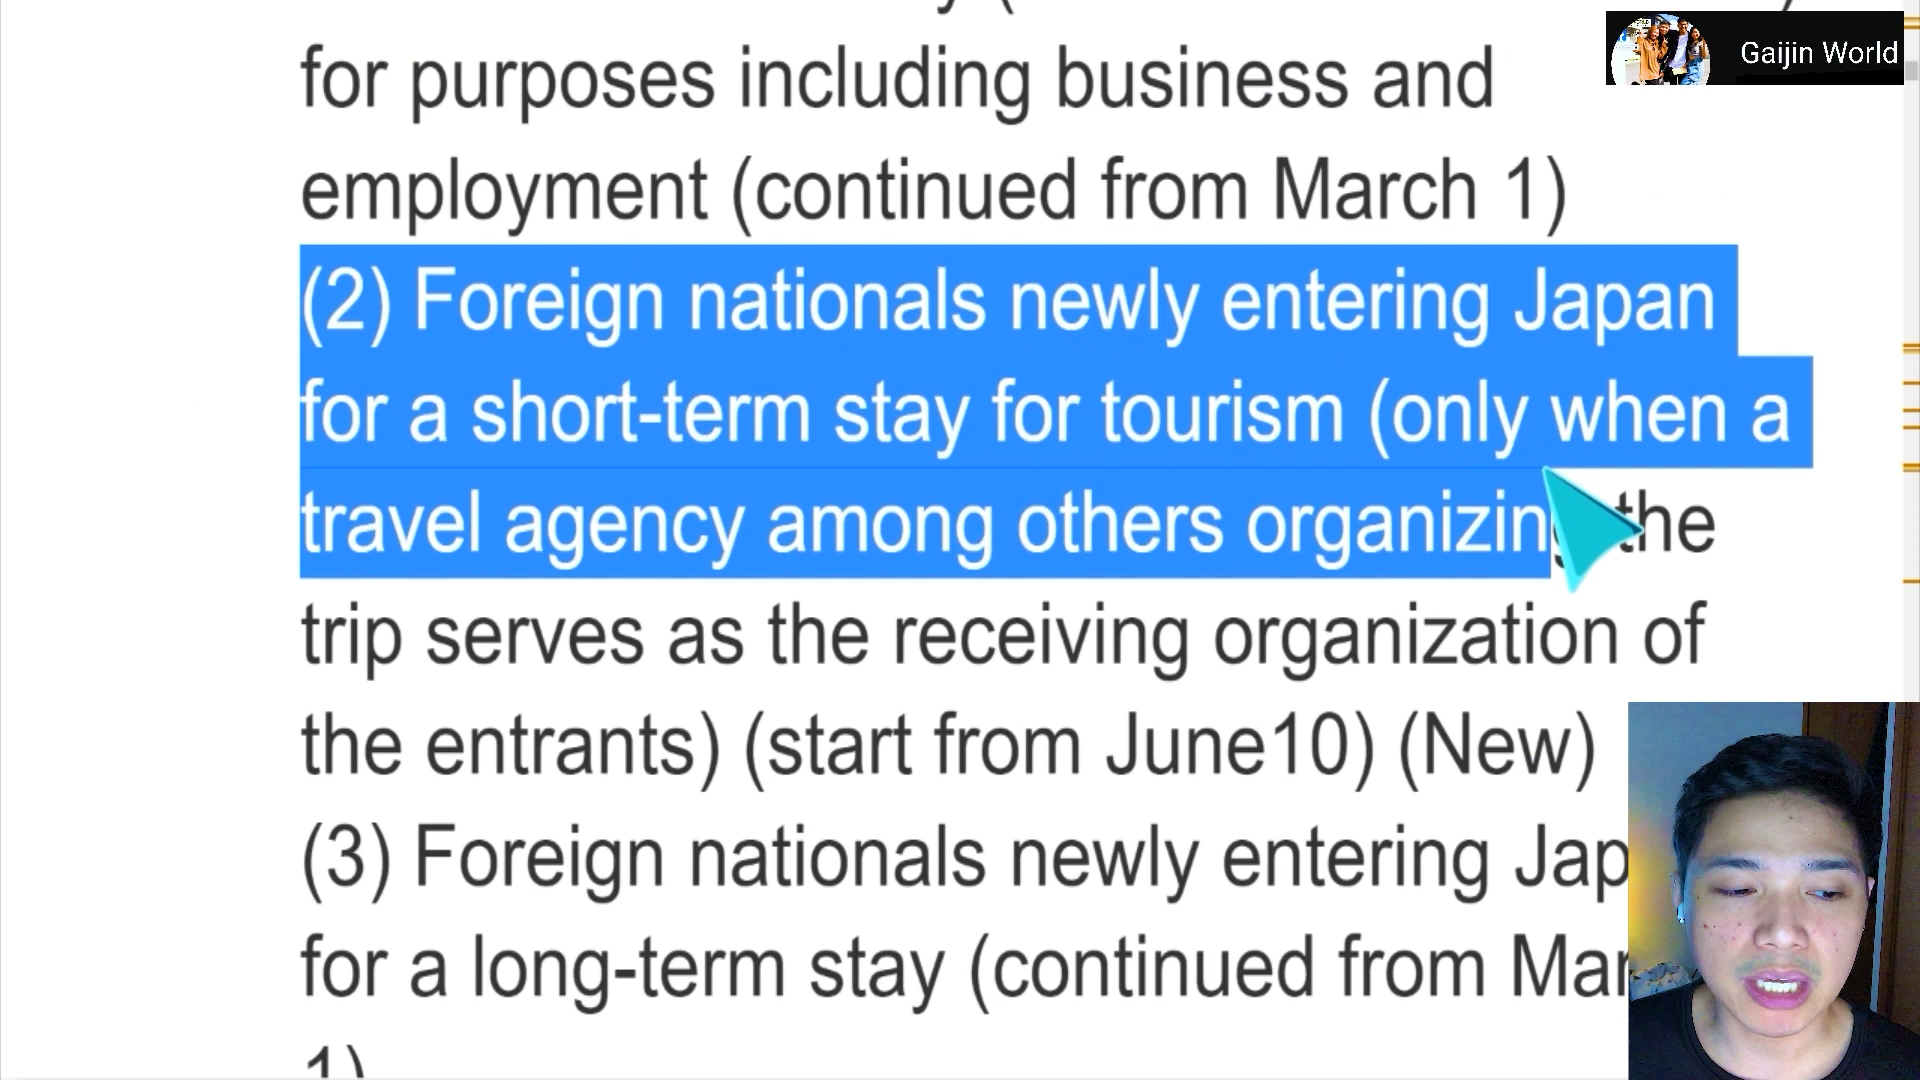 Gaijin World
for purposes including business and
employment (continued from March 1)
(2) Foreign nationals newly entering Japan
for a short-term stay for tourism (only when a
travel agency among others organizing the
trip serves as the receiving organization of
the entrants) (start from June10) (New)
(3) Foreign nationals newly entering Jap
for a long-term stay (continued from Mar
1)